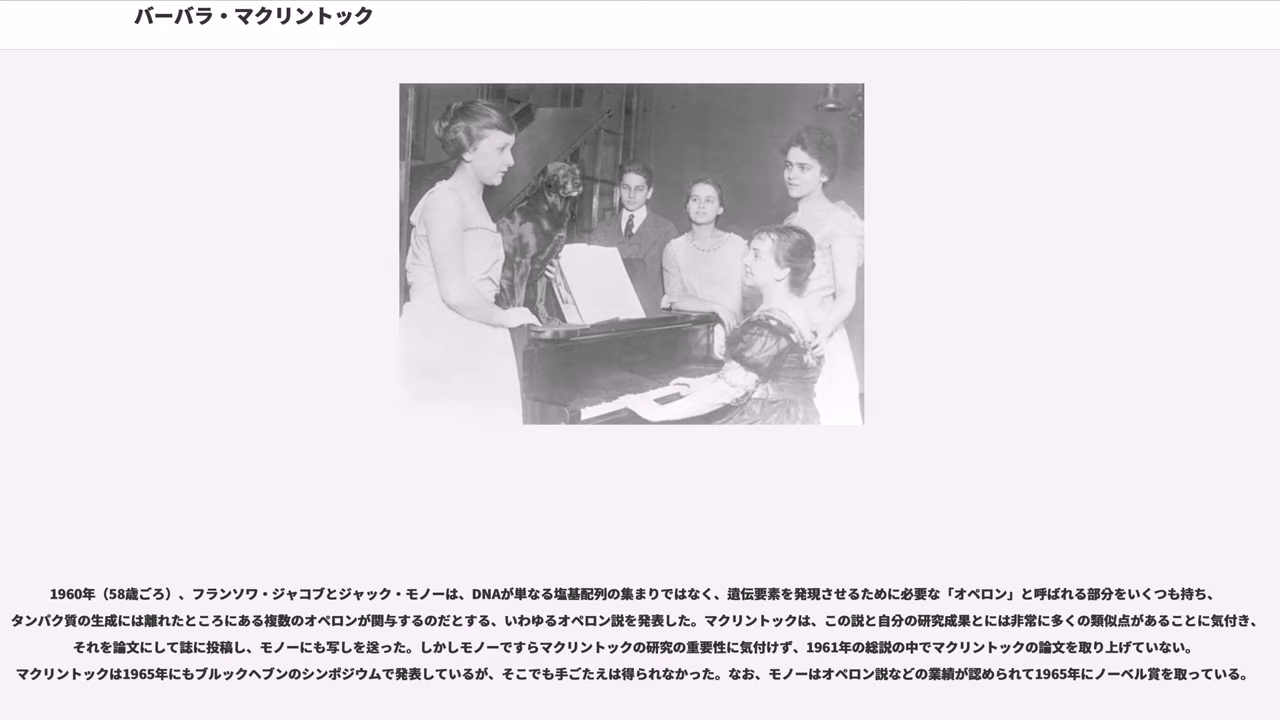 バーバラ・マクリントック
1960年（58歳ごろ）、フランソワ・ジャコブとジャック・モノーは、DNAが単なる塩基配列の集まりではなく、遺伝要素を発現させるために必要な「オペロン」と呼ばれる部分をいくつも持ち、
タンパク質の生成には離れたところにある複数のオペロンが関与するのだとする、いわゆるオペロン説を発表した。マクリントックは、この説と自分の研究成果とには非常に多くの類似点があることに気付き、
それを論文にして誌に投稿し、モノーにも写しを送った。しかしモノーですらマクリントックの研究の重要性に気付けず、1961年の総説の中でマクリントックの論文を取り上げていない。
マクリントックは1965年にもブルックヘブンのシンポジウムで発表しているが、そこでも手ごたえは得られなかった。なお、モノーはオペロン説などの業績が認められて1965年にノーベル賞を取っている。